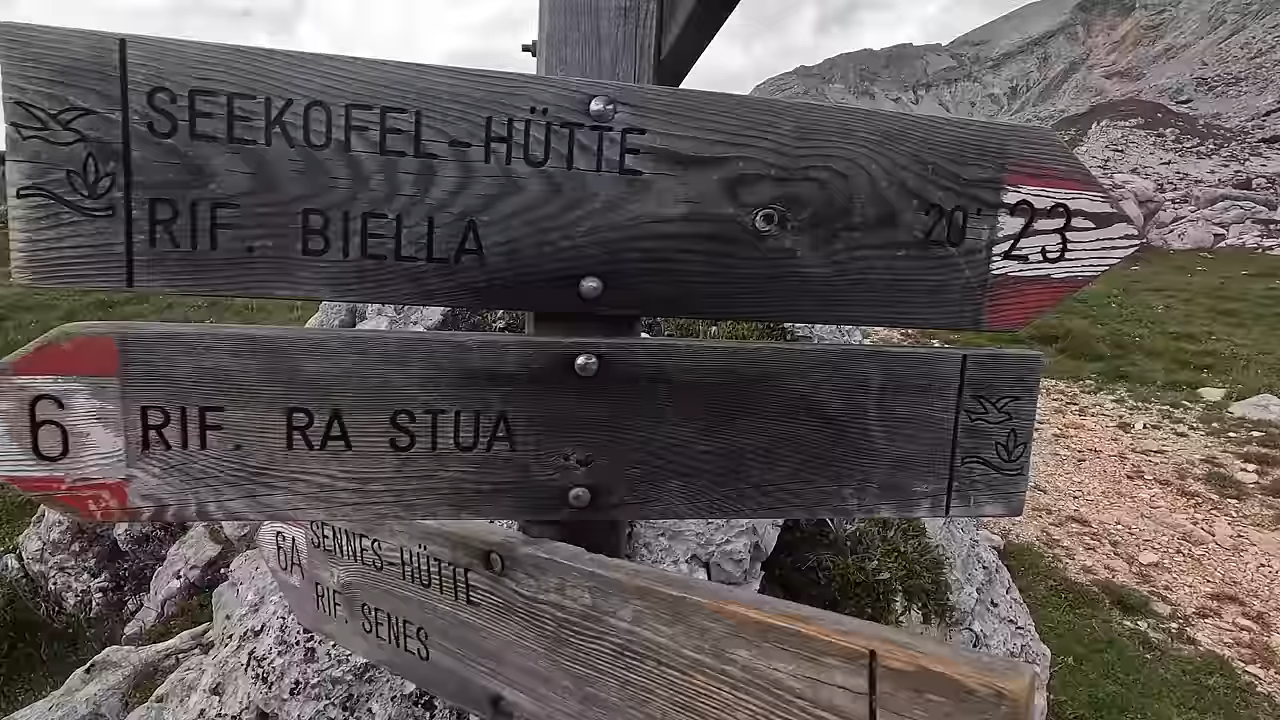 SEEKOFEL-HÜTTE
RIF. BIELLA
20' 23
6 RIF. RA STUA
6A SENNES HÜTTE
RIF. SENES